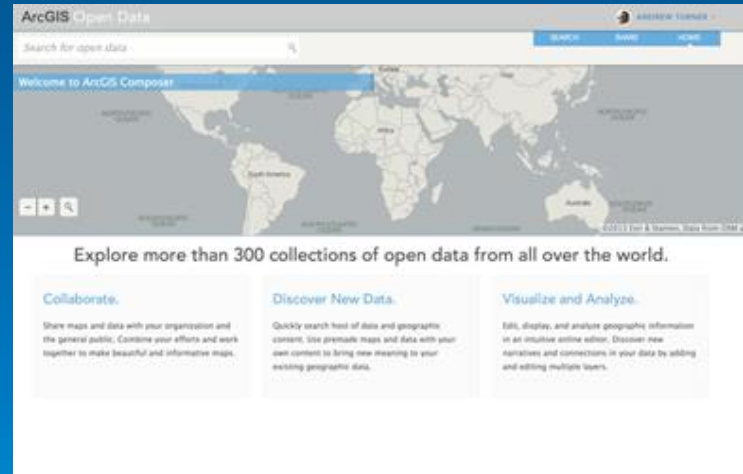 ArcGIS Open Data
ANDREW TURNER
Search for open data
SEARCH SHARE HOME
Welcome to ArcGIS Composer
Europe
Africa
South America
Australia
Explore more than 300 collections of open data from all over the world.
Collaborate.
Share maps and data with your organization and
the general public. Combine your efforts and work
together to make beautiful and informative maps.
Discover New Data.
Quickly search host of data and geographic
content. Use premade maps and data with your
own content to bring new meaning to your
existing geographic data.
Visualize and Analyze.
Edit, display, and analyze geographic information
in an intuitive online editor. Discover new
narratives and connections in your data by adding
and editing multiple layers.